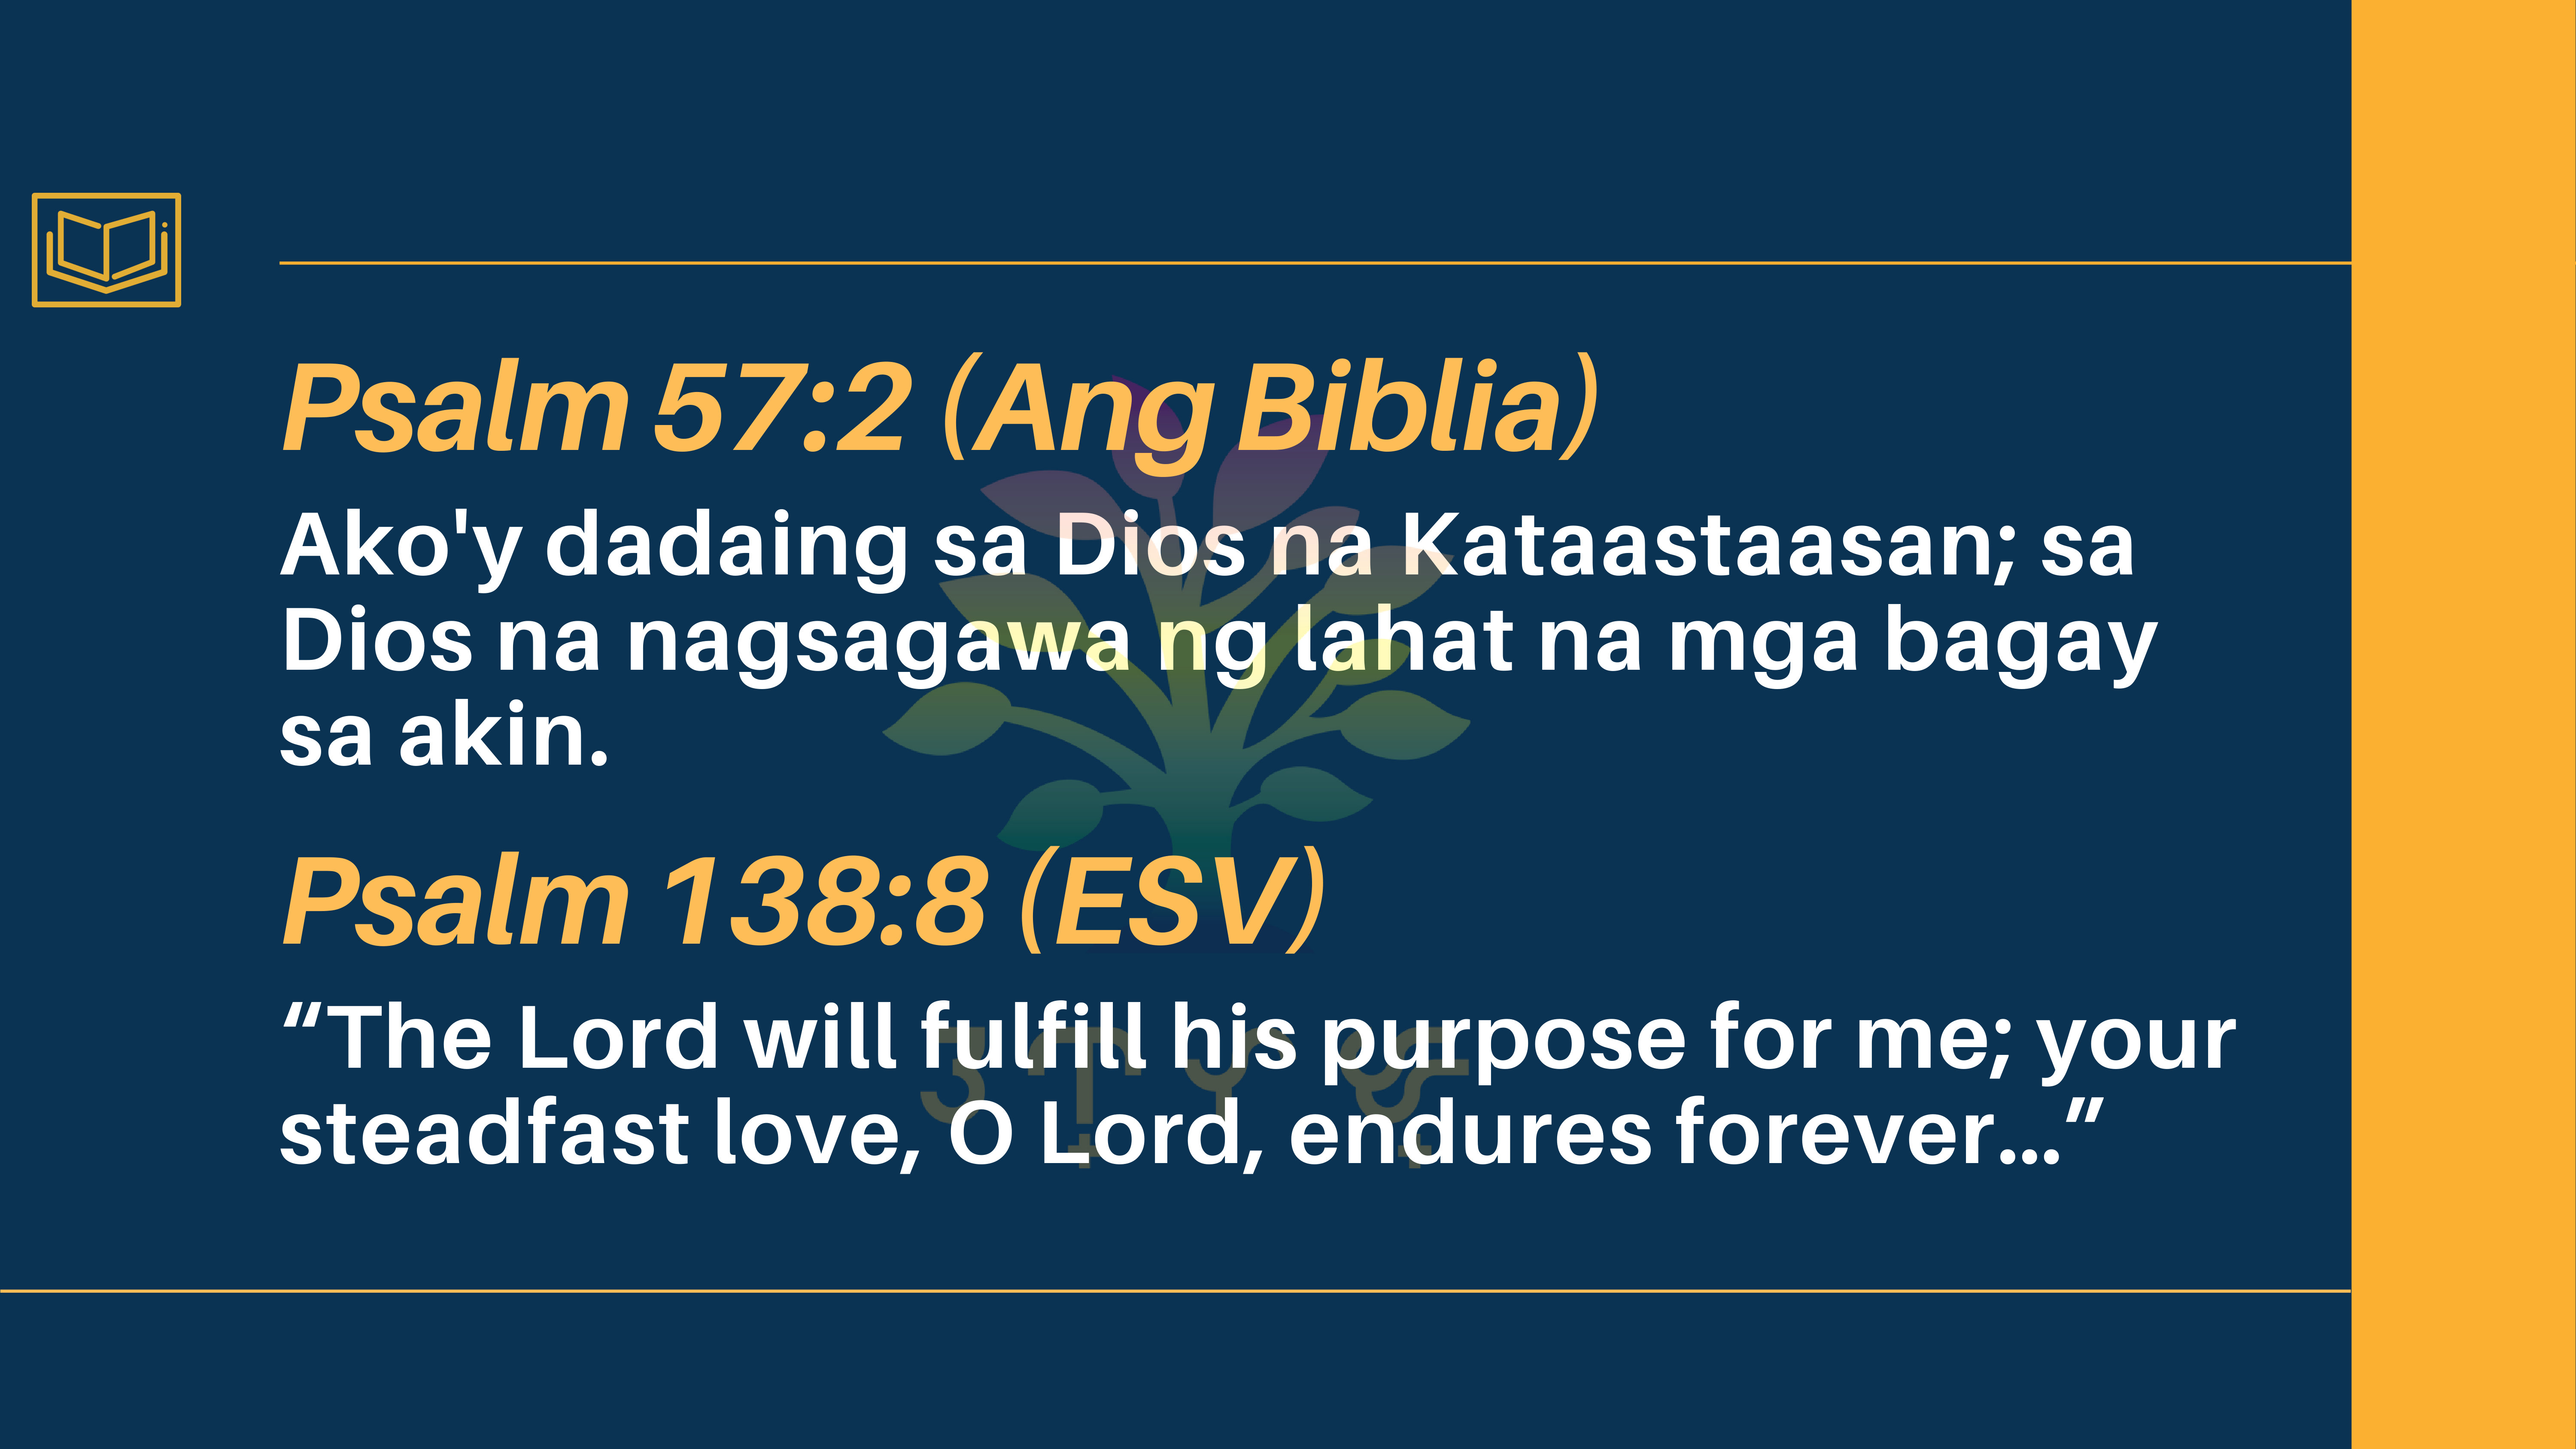 Psalm 57:2 (Ang Biblia)
Ako'y dadaing sa Dios na Kataastaasan; sa
Dios na nagsagawa ng lahat na mga bagay
sa akin.
Psalm 138:8 (ESV)
“The Lord will fulfill his purpose for me; your
steadfast love, O Lord, endures forever...”